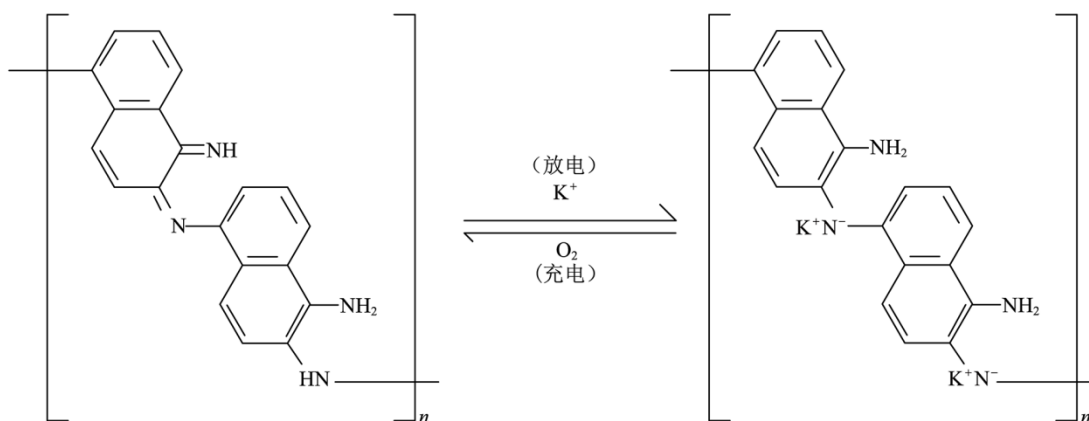 NH
N
NH₂
HN
n
（放电）
K⁺
O₂
（充电）
NH₂
K⁺N⁻
NH₂
K⁺N⁻
n